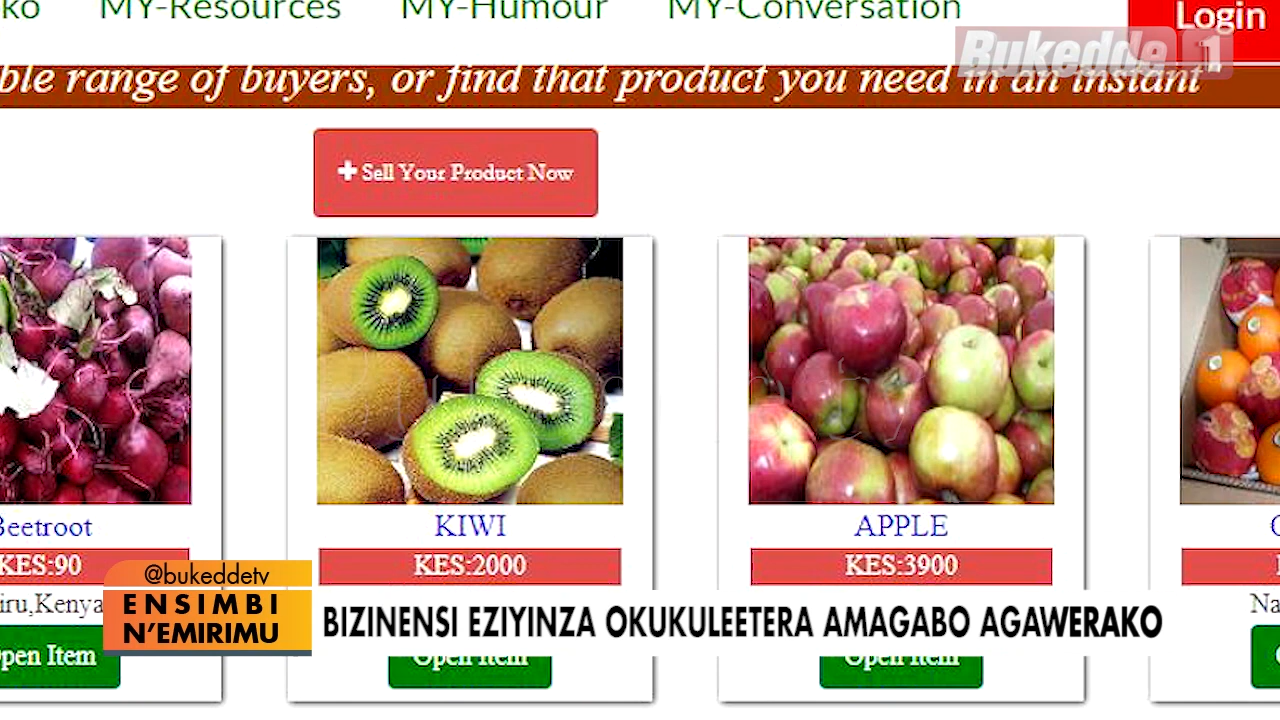 MY-Resources MY-Humour MY-Conversation Login
Bukedde 1
range of buyers, or find that product you need in an instant
+ Sell Your Product Now
Beetroot KIWI APPLE
KES:90 KES:2000 KES:3900
@bukeddetv
ENSIMBI
N'EMIRIMU
BIZINENSI EZIYINZA OKUKULEETERA AMAGABO AGAWERAKO
Open Item Open Item Open Item